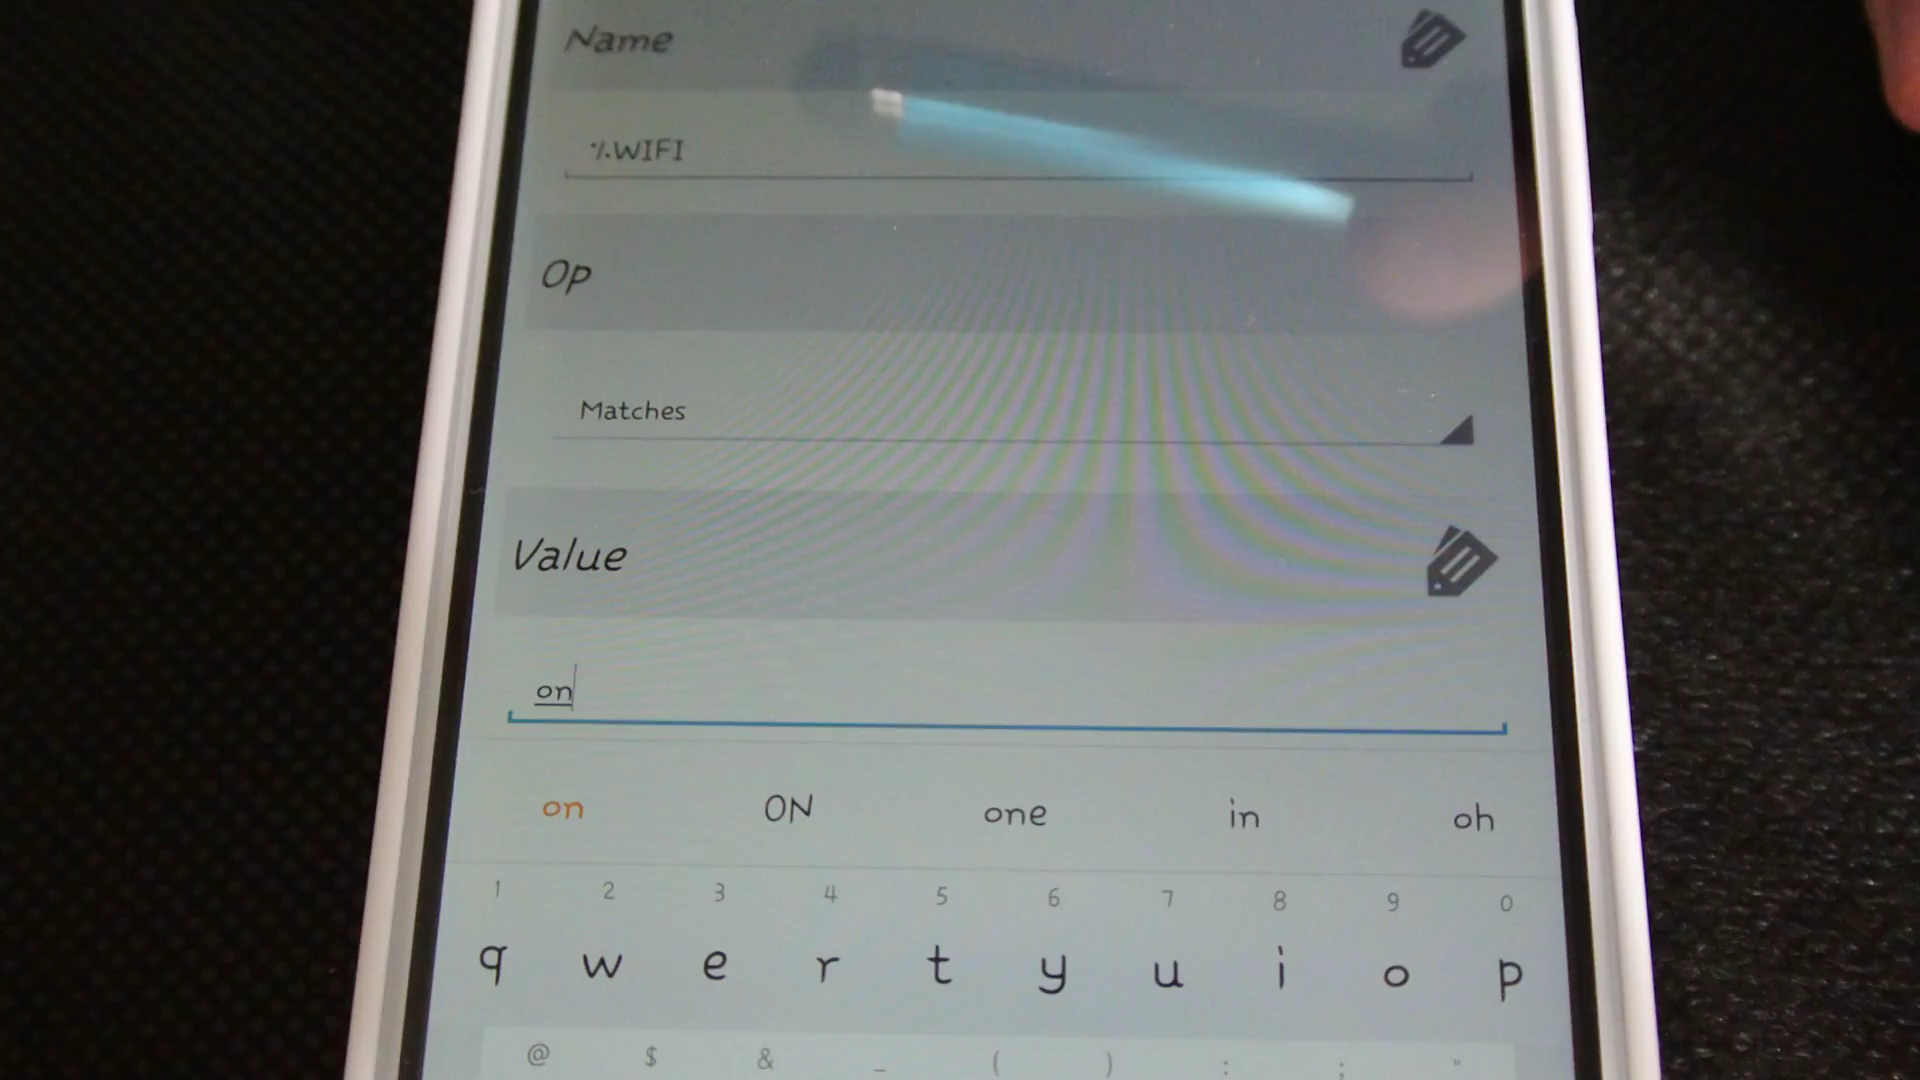 Name
%WIFI
Op
Matches
Value
on
on ON one in oh
1 2 3 4 5 6 7 8 9 0
q w e r t y u i o p
@ $ & _ ( ) : ; "